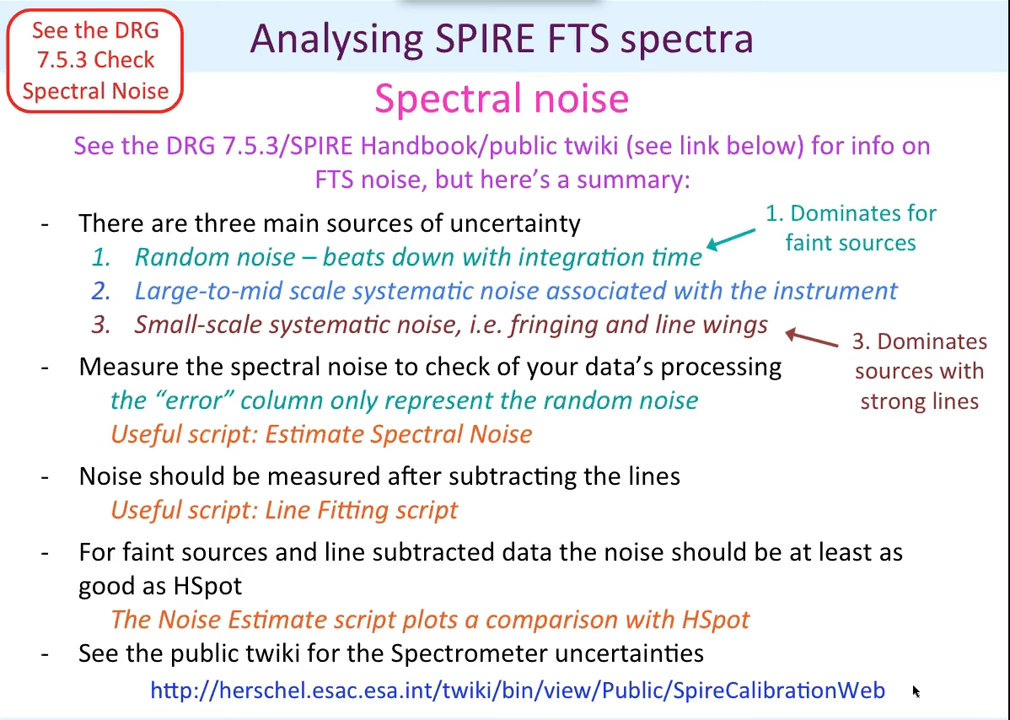 See the DRG
7.5.3 Check
Spectral Noise
Analysing SPIRE FTS spectra
Spectral noise
See the DRG 7.5.3/SPIRE Handbook/public twiki (see link below) for info on
FTS noise, but here's a summary:
- There are three main sources of uncertainty
1. Random noise – beats down with integration time
2. Large-to-mid scale systematic noise associated with the instrument
3. Small-scale systematic noise, i.e. fringing and line wings
1. Dominates for
faint sources
3. Dominates
sources with
strong lines
- Measure the spectral noise to check of your data's processing
the “error” column only represent the random noise
Useful script: Estimate Spectral Noise
- Noise should be measured after subtracting the lines
Useful script: Line Fitting script
- For faint sources and line subtracted data the noise should be at least as
good as HSpot
The Noise Estimate script plots a comparison with HSpot
- See the public twiki for the Spectrometer uncertainties
http://herschel.esac.esa.int/twiki/bin/view/Public/SpireCalibrationWeb